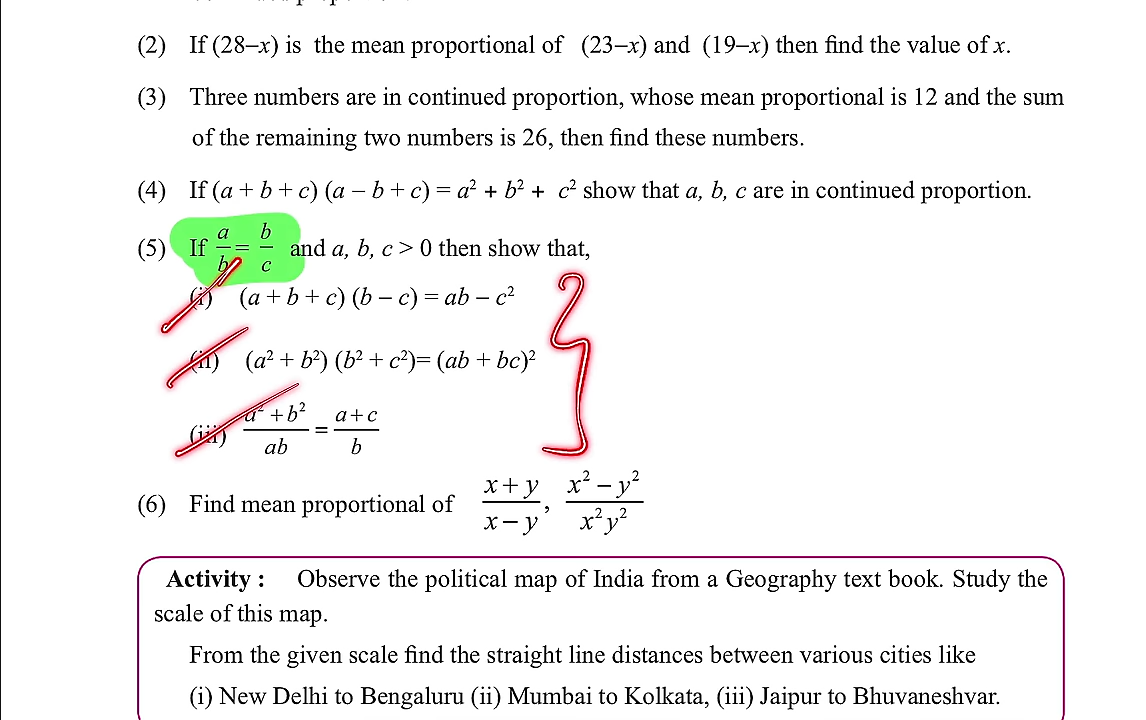 (2) If (28–x) is the mean proportional of (23–x) and (19–x) then find the value of x.
(3) Three numbers are in continued proportion, whose mean proportional is 12 and the sum
of the remaining two numbers is 26, then find these numbers.
(4) If (a + b + c) (a – b + c) = a² + b² + c² show that a, b, c are in continued proportion.
(5) If a/b = b/c and a, b, c > 0 then show that,
(i) (a + b + c) (b – c) = ab – c²
(ii) (a² + b²) (b² + c²)= (ab + bc)²
(iii) (a² + b²)/ab = (a+c)/b
(6) Find mean proportional of (x+y)/(x–y), (x²–y²)/(x²y²)
Activity : Observe the political map of India from a Geography text book. Study the
scale of this map.
From the given scale find the straight line distances between various cities like
(i) New Delhi to Bengaluru (ii) Mumbai to Kolkata, (iii) Jaipur to Bhuvaneshvar.